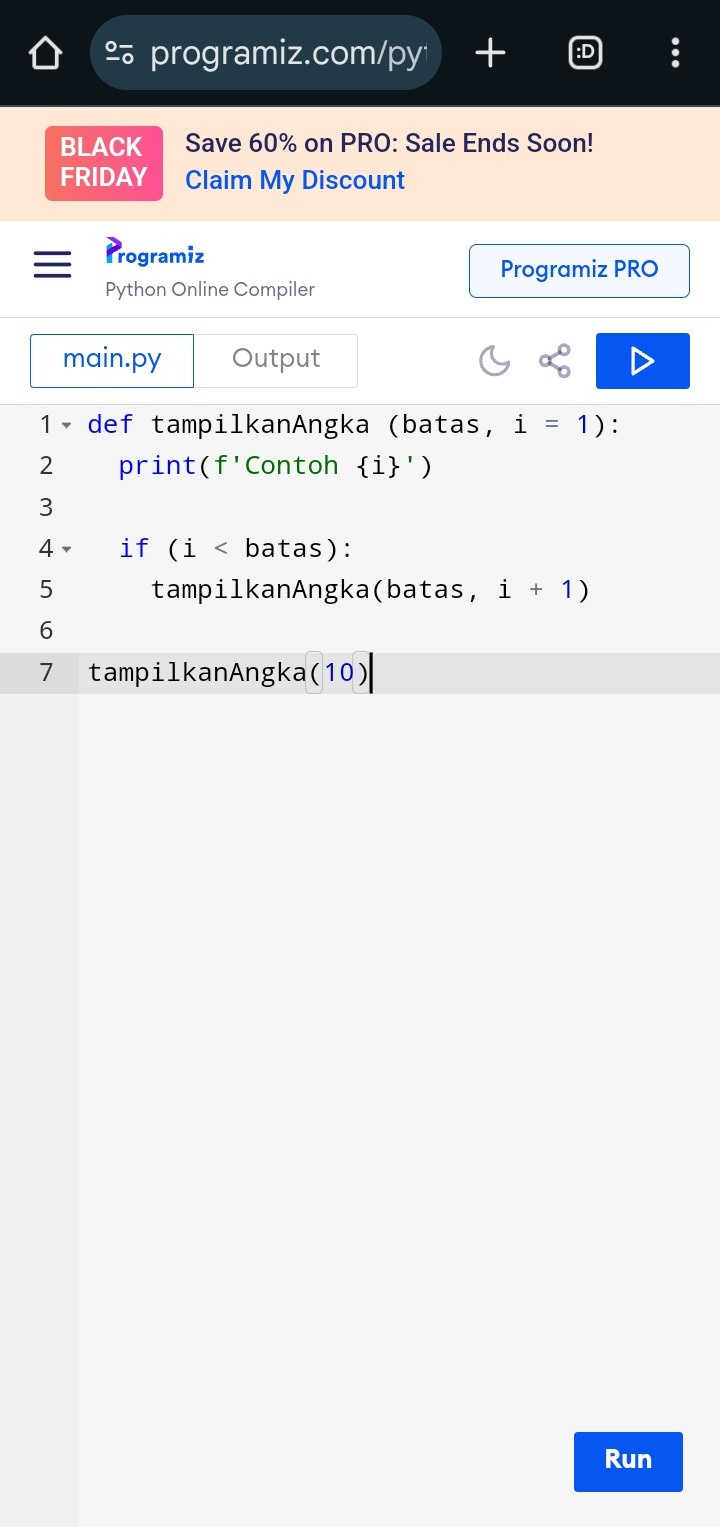 programiz.com/py
:D
BLACK
FRIDAY
Save 60% on PRO: Sale Ends Soon!
Claim My Discount
Programiz
Python Online Compiler
Programiz PRO
main.py
Output
1 def tampilkanAngka (batas, i = 1):
2   print(f'Contoh {i}')
3
4   if (i < batas):
5     tampilkanAngka(batas, i + 1)
6
7 tampilkanAngka(10)
Run